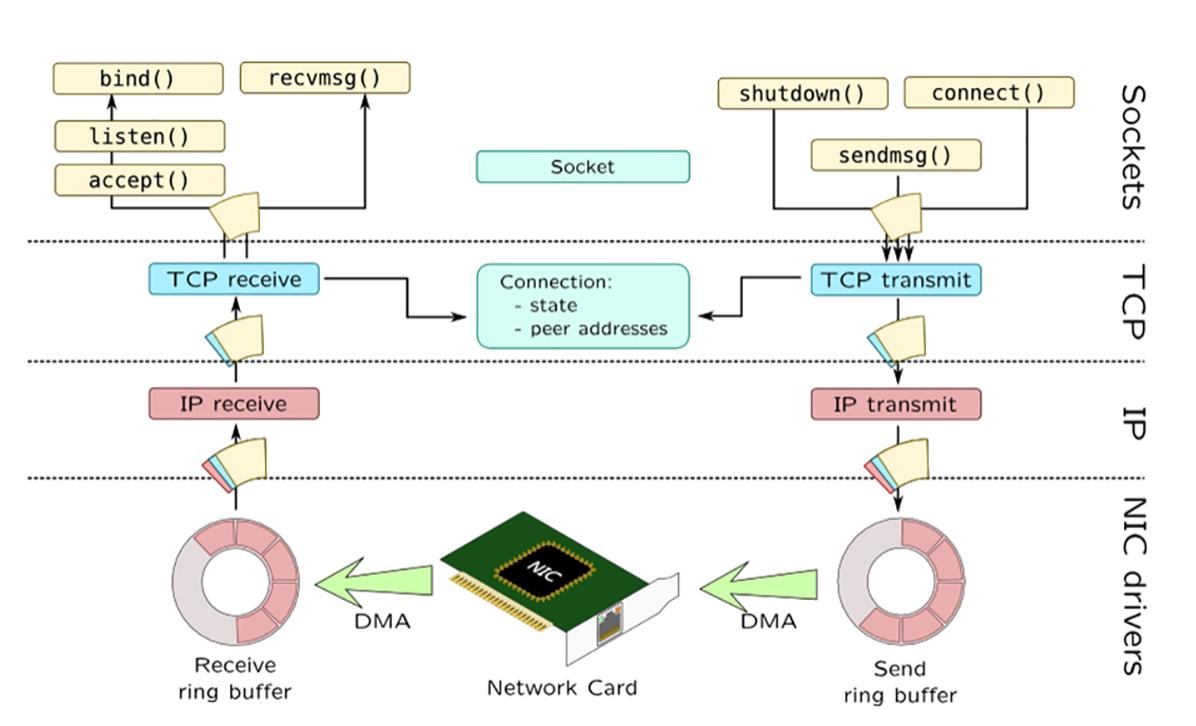 bind()
recvmsg()
listen()
accept()
shutdown()
connect()
sendmsg()
Socket
Sockets
TCP receive
Connection:
- state
- peer addresses
TCP transmit
TCP
IP receive
IP transmit
IP
NIC
DMA
DMA
NIC drivers
Receive
ring buffer
Network Card
Send
ring buffer